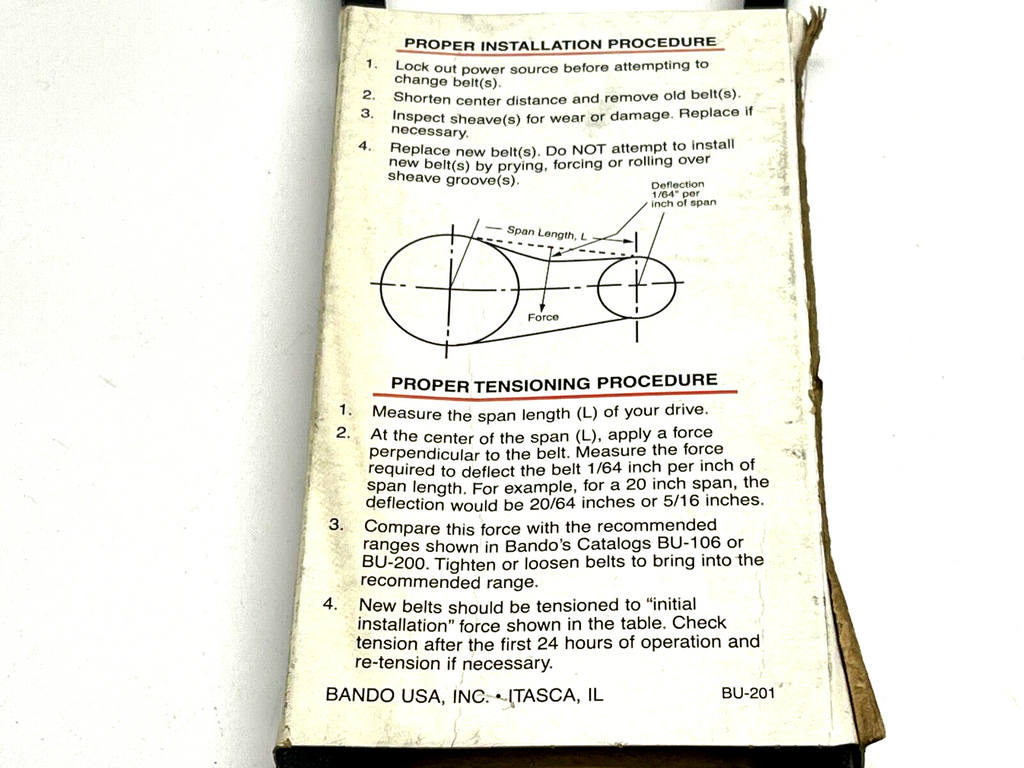 PROPER INSTALLATION PROCEDURE
1. Lock out power source before attempting to
change belt(s).
2. Shorten center distance and remove old belt(s).
3. Inspect sheave(s) for wear or damage. Replace if
necessary.
4. Replace new belt(s). Do NOT attempt to install
new belt(s) by prying, forcing or rolling over
sheave groove(s).
Deflection
1/64" per
inch of span
Span Length, L
Force
PROPER TENSIONING PROCEDURE
1. Measure the span length (L) of your drive.
2. At the center of the span (L), apply a force
perpendicular to the belt. Measure the force
required to deflect the belt 1/64 inch per inch of
span length. For example, for a 20 inch span, the
deflection would be 20/64 inches or 5/16 inches.
3. Compare this force with the recommended
ranges shown in Bando's Catalogs BU-106 or
BU-200. Tighten or loosen belts to bring into the
recommended range.
4. New belts should be tensioned to "initial
installation" force shown in the table. Check
tension after the first 24 hours of operation and
re-tension if necessary.
BANDO USA, INC. • ITASCA, IL BU-201